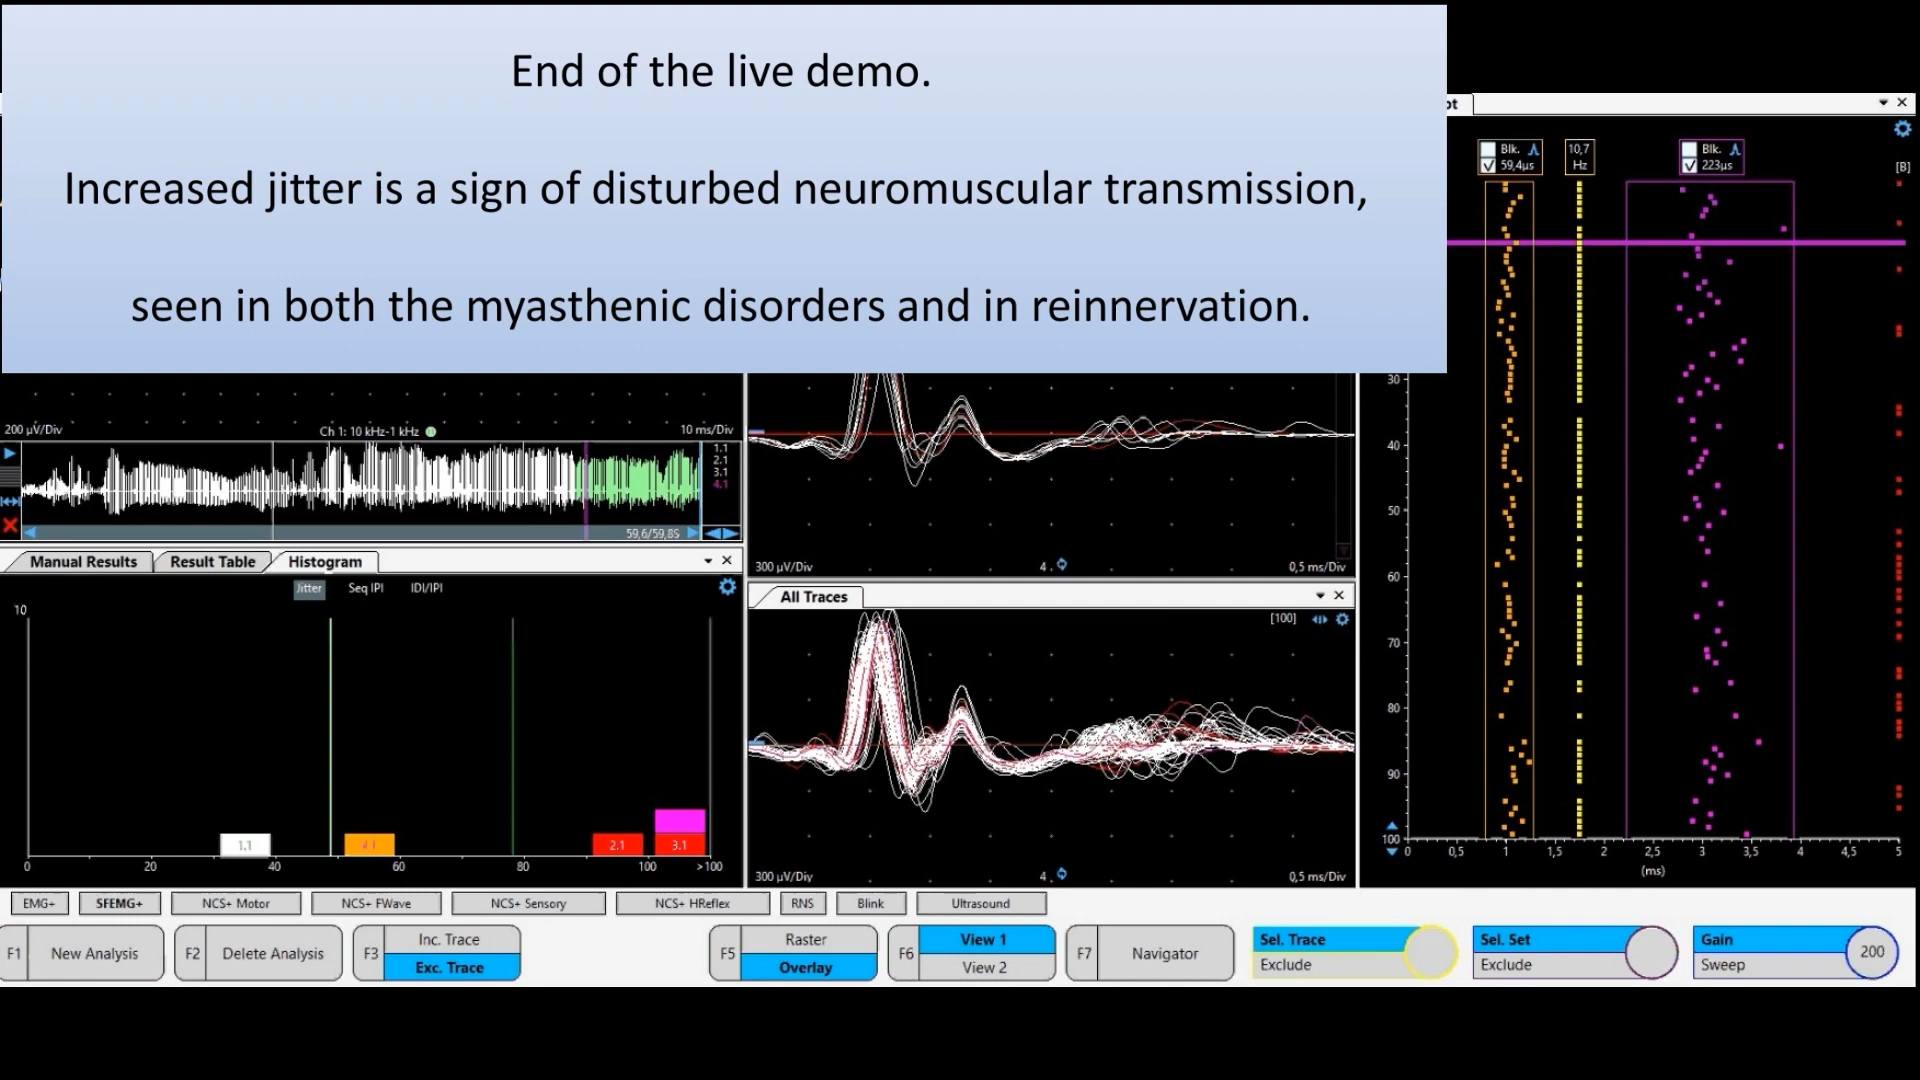 End of the live demo.
Increased jitter is a sign of disturbed neuromuscular transmission,
seen in both the myasthenic disorders and in reinnervation.
ot
Blk.
59,4µs
10,7
Hz
Blk.
223µs
[B]
200 µV/Div
Ch 1: 10 kHz-1 kHz
10 ms/Div
1.1
2.1
3.1
4.1
59,6/59,8S
300 µV/Div
4.
0,5 ms/Div
Manual Results
Result Table
Histogram
Jitter
Seq IPI
IDI/IPI
10
1.1
2.1
3.1
0
20
40
60
80
100
>100
All Traces
[100]
300 µV/Div
4.
0,5 ms/Div
30
40
50
60
70
80
90
100
0
0,5
1
1,5
2
2,5
3
3,5
4
4,5
5
(ms)
EMG+
SFEMG+
NCS+ Motor
NCS+ FWave
NCS+ Sensory
NCS+ HReflex
RNS
Blink
Ultrasound
F1
New Analysis
F2
Delete Analysis
F3
Inc. Trace
Exc. Trace
F5
Raster
Overlay
F6
View 1
View 2
F7
Navigator
Sel. Trace
Exclude
Sel. Set
Exclude
Gain
Sweep
200